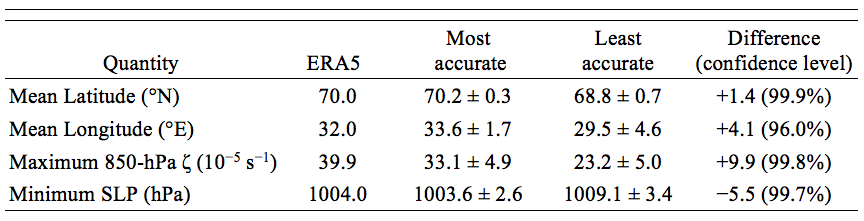 Quantity ERA5 Most accurate Least accurate Difference (confidence level)
Mean Latitude (°N) 70.0 70.2 ± 0.3 68.8 ± 0.7 +1.4 (99.9%)
Mean Longitude (°E) 32.0 33.6 ± 1.7 29.5 ± 4.6 +4.1 (96.0%)
Maximum 850-hPa ζ (10⁻⁵ s⁻¹) 39.9 33.1 ± 4.9 23.2 ± 5.0 +9.9 (99.8%)
Minimum SLP (hPa) 1004.0 1003.6 ± 2.6 1009.1 ± 3.4 −5.5 (99.7%)